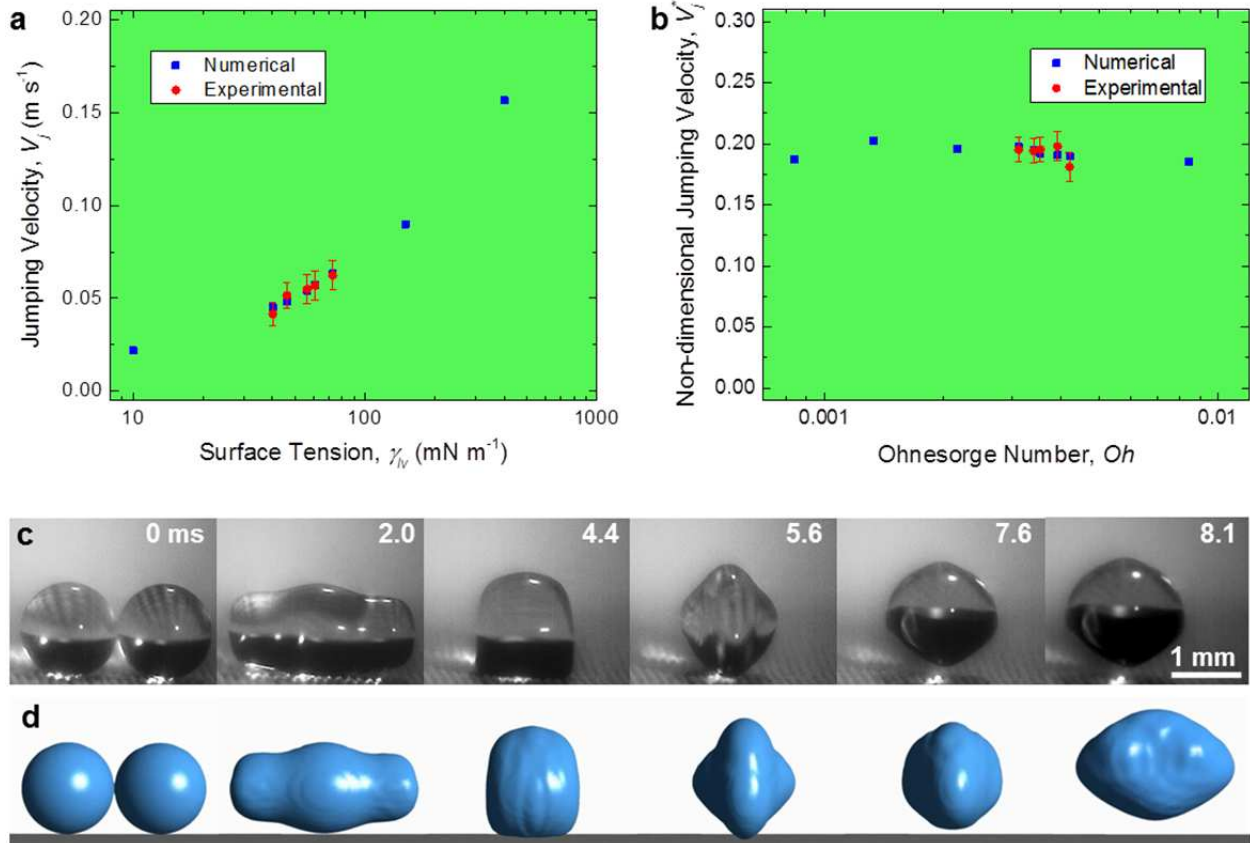 a
0.20
0.15
0.10
0.05
0.00
Jumping Velocity, Vj (m s-1)
Numerical
Experimental
10
100
1000
Surface Tension, γlv (mN m-1)
b
0.30
0.25
0.20
0.15
0.10
0.05
0.00
Non-dimensional Jumping Velocity, Vj*
Numerical
Experimental
0.001
0.01
Ohnesorge Number, Oh
c
0 ms
2.0
4.4
5.6
7.6
8.1
1 mm
d